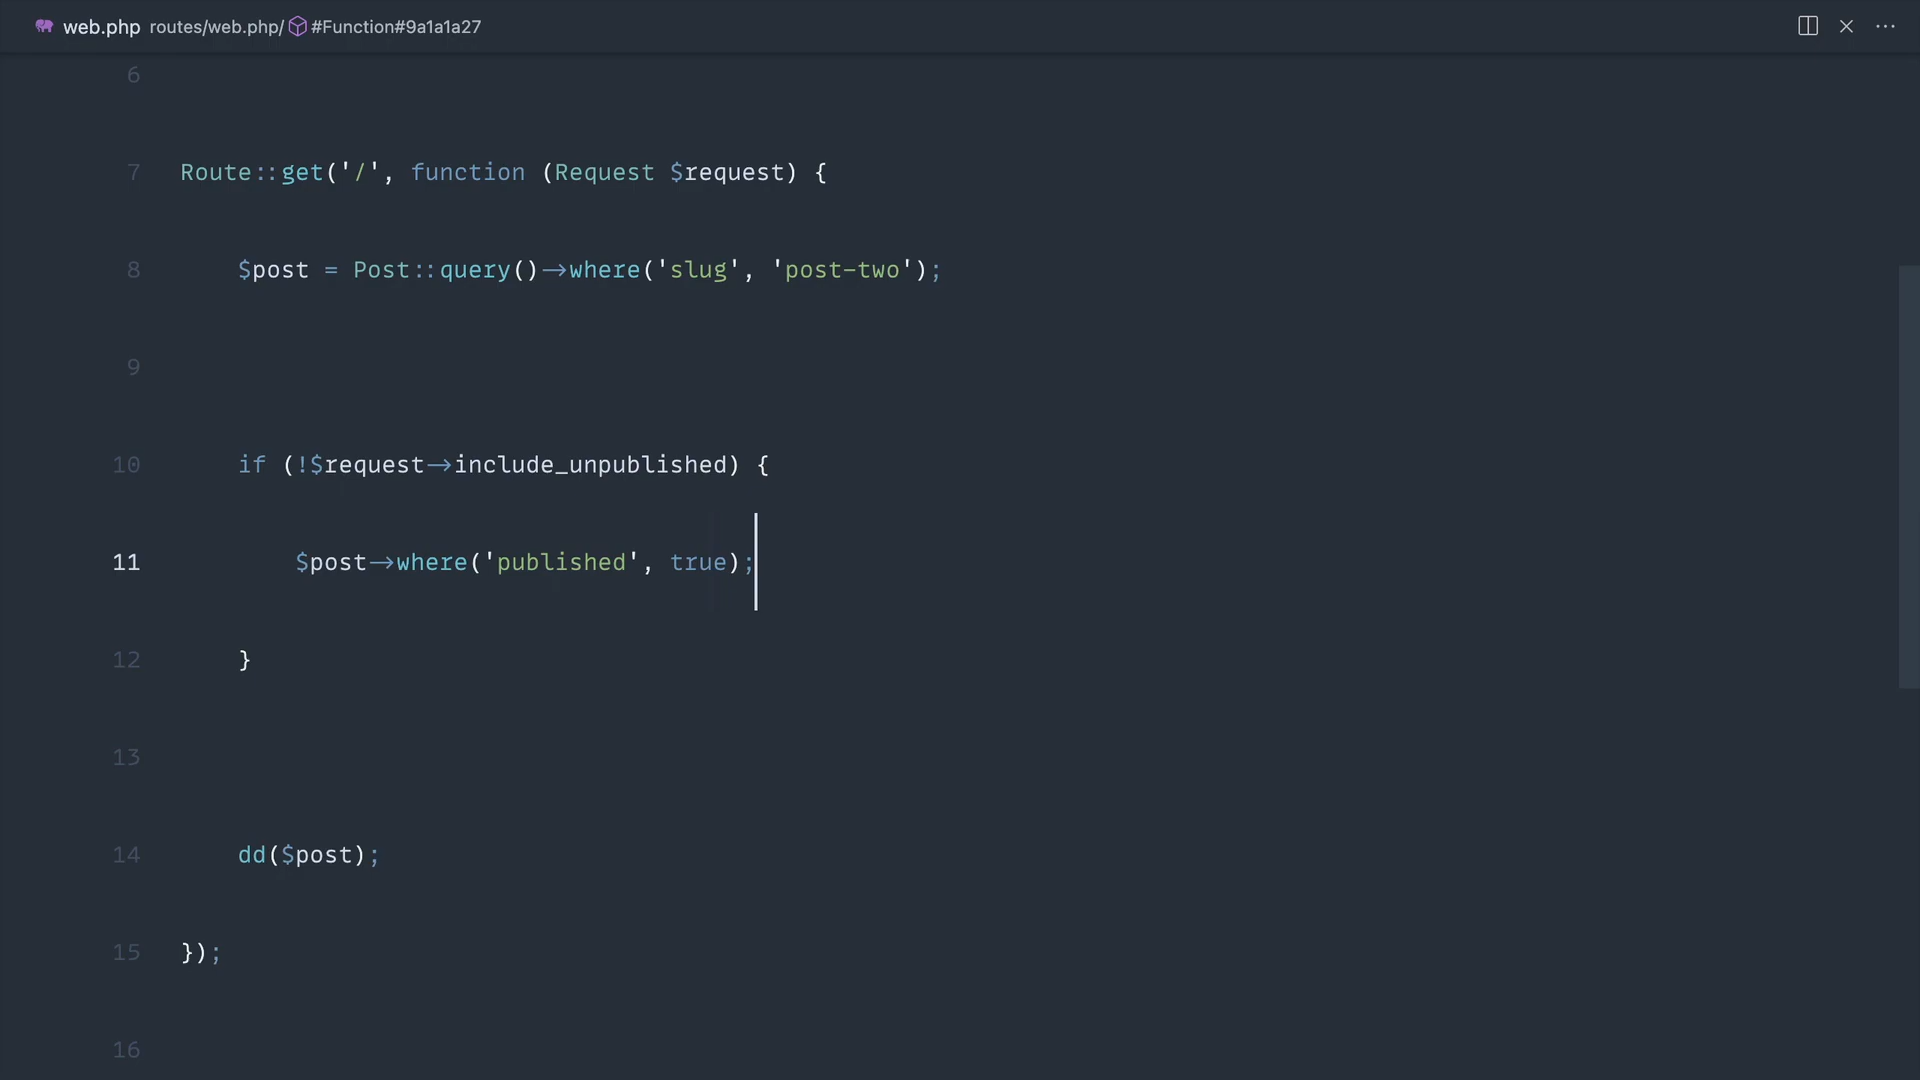 web.php routes/web.php/ #Function#9a1a1a27
6
7 Route::get('/', function (Request $request) {
8     $post = Post::query()->where('slug', 'post-two');
9
10     if (!$request->include_unpublished) {
11         $post->where('published', true);
12     }
13
14     dd($post);
15 });
16